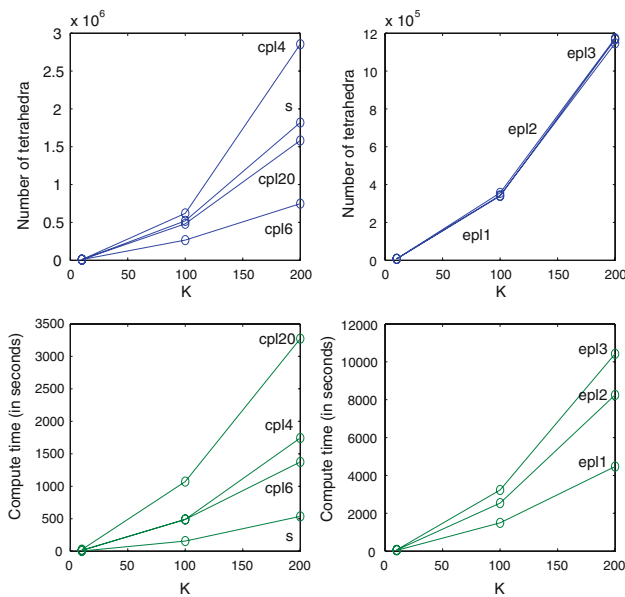 x 10^6
3
2.5
2
1.5
1
0.5
0
Number of tetrahedra
cpl4
s
cpl20
cpl6
0 50 100 150 200
K
x 10^5
12
10
8
6
4
2
0
Number of tetrahedra
epl3
epl2
epl1
0 50 100 150 200
K
3500
3000
2500
2000
1500
1000
500
0
Compute time (in seconds)
cpl20
cpl4
cpl6
s
0 50 100 150 200
K
12000
10000
8000
6000
4000
2000
0
Compute time (in seconds)
epl3
epl2
epl1
0 50 100 150 200
K